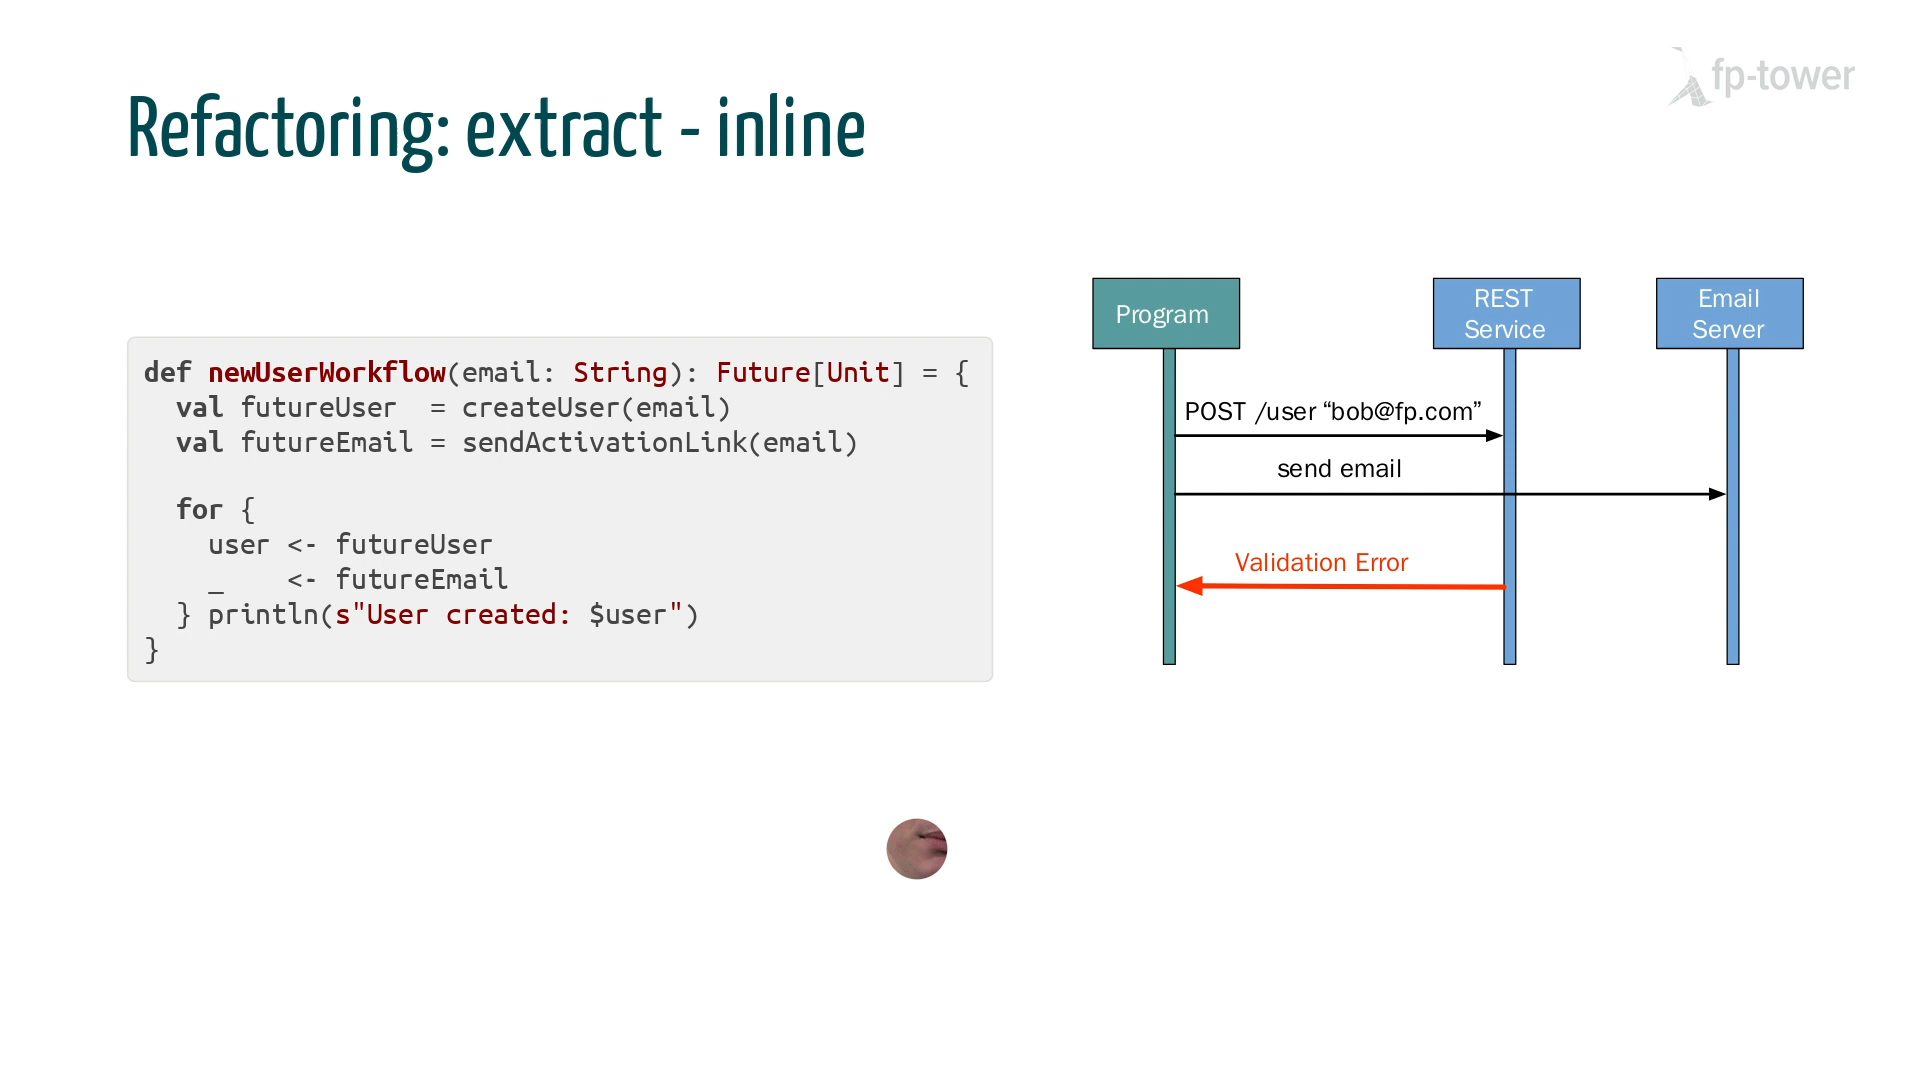 fp-tower
Refactoring: extract - inline
def newUserWorkflow(email: String): Future[Unit] = {
  val futureUser  = createUser(email)
  val futureEmail = sendActivationLink(email)
  for {
    user <- futureUser
    _    <- futureEmail
  } println(s"User created: $user")
}
Program
REST
Service
Email
Server
POST /user “bob@fp.com”
send email
Validation Error